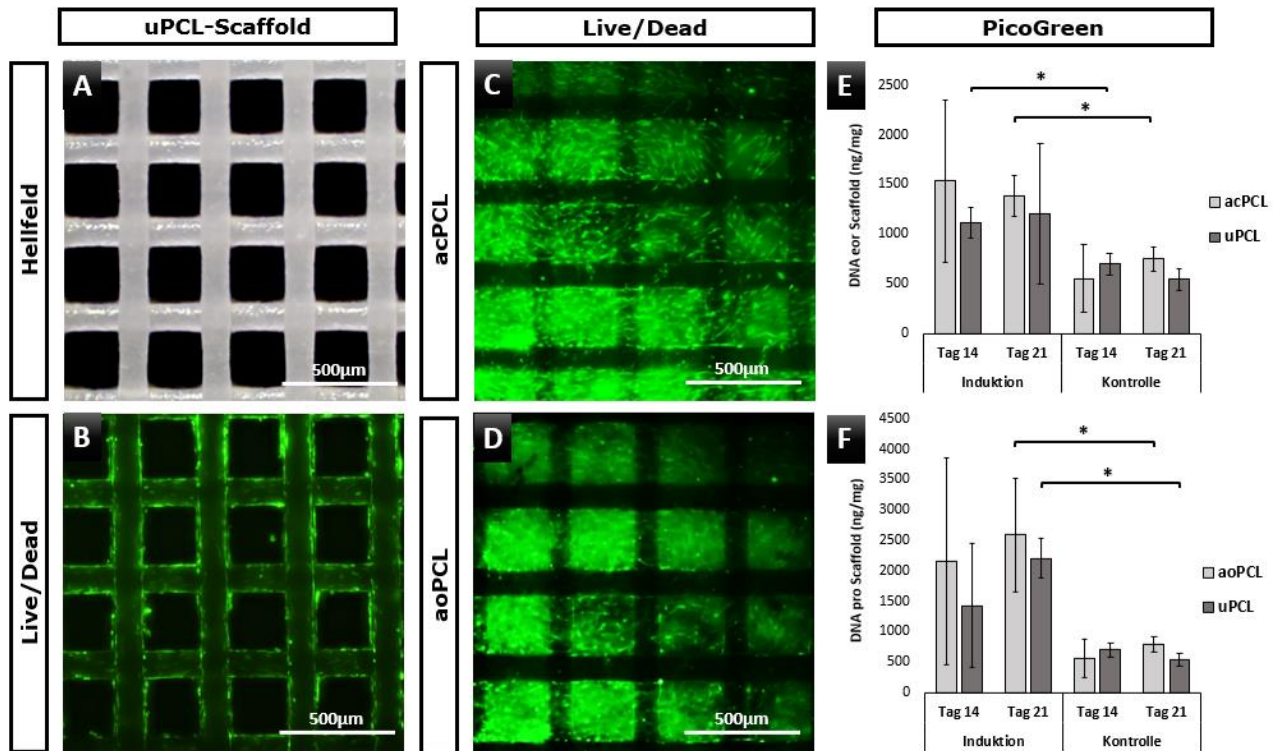 uPCL-Scaffold
Live/Dead
PicoGreen
Hellfeld
A
500µm
Live/Dead
B
500µm
acPCL
C
500µm
aoPCL
D
500µm
E
DNA eor Scaffold (ng/mg)
2500
2000
1500
1000
500
0
*
*
Tag 14
Tag 21
Tag 14
Tag 21
Induktion
Kontrolle
acPCL
uPCL
F
DNA pro Scaffold (ng/mg)
4500
4000
3500
3000
2500
2000
1500
1000
500
0
*
*
Tag 14
Tag 21
Tag 14
Tag 21
Induktion
Kontrolle
aoPCL
uPCL